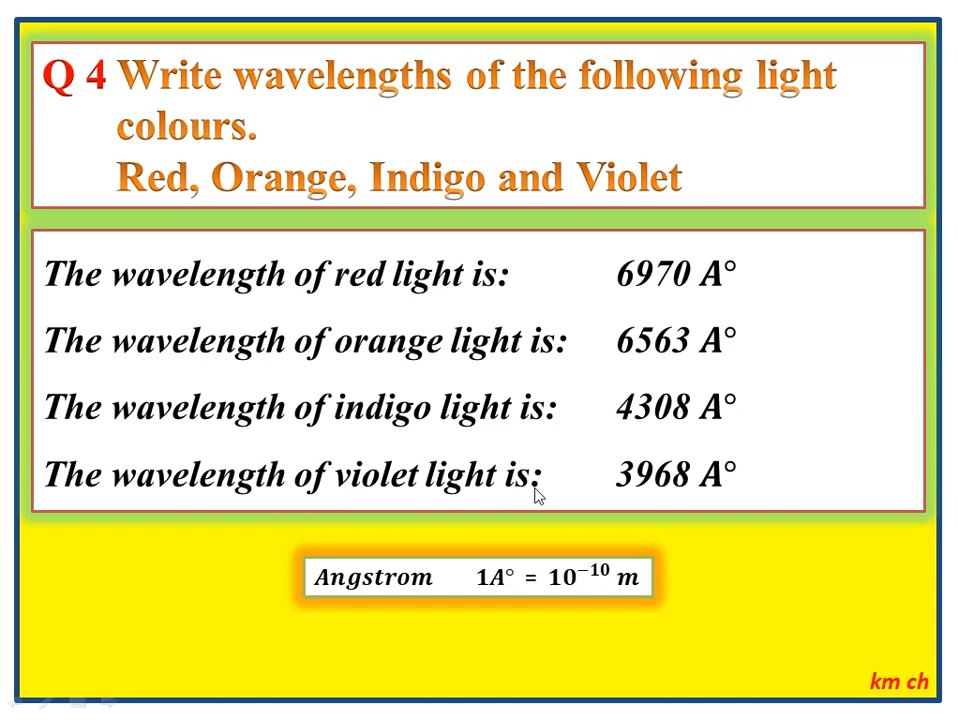 Q 4 Write wavelengths of the following light
colours.
Red, Orange, Indigo and Violet
The wavelength of red light is: 6970 A°
The wavelength of orange light is: 6563 A°
The wavelength of indigo light is: 4308 A°
The wavelength of violet light is: 3968 A°
Angstrom 1A° = 10⁻¹⁰ m
km ch